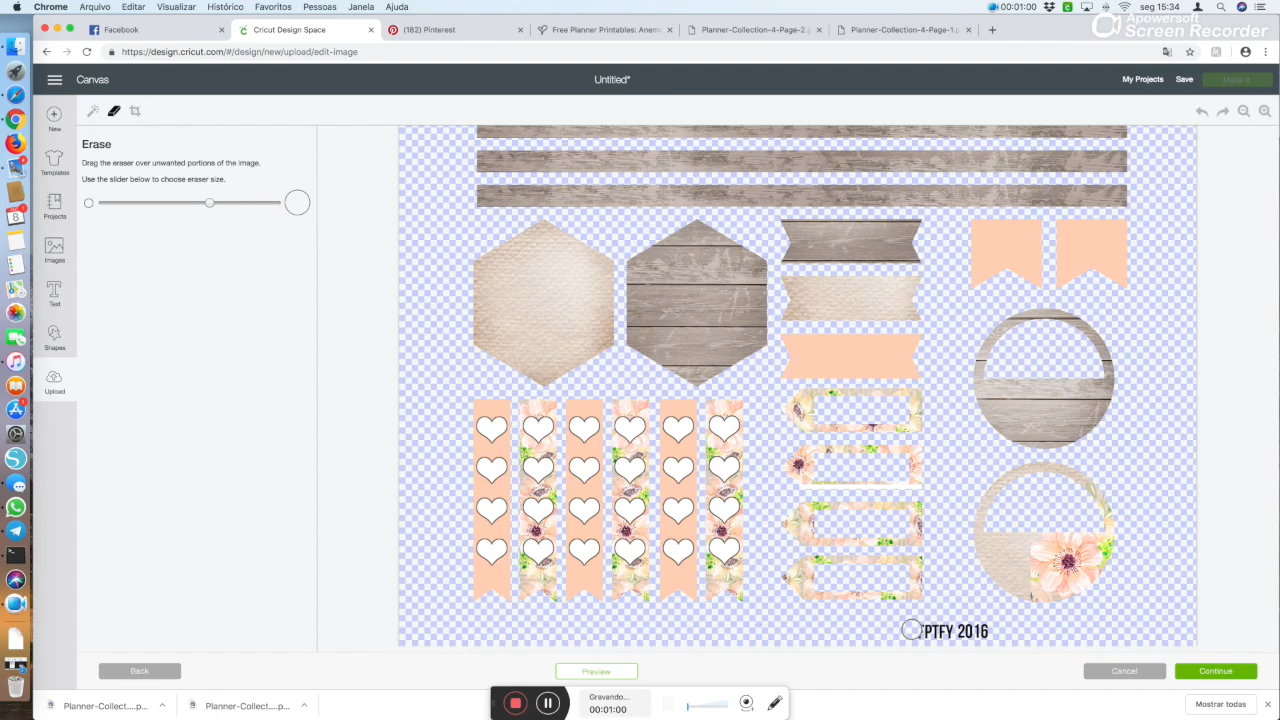 Chrome Arquivo Editar Visualizar Histórico Favoritos Pessoas Janela Ajuda
00:01:00 seg 15:34
Apowersoft
Screen Recorder
Facebook Cricut Design Space (182) Pinterest Free Planner Printables: Anem Planner-Collection-4-Page-2.p Planner-Collection-4-Page-1.p
https://design.cricut.com/#/design/new/upload/edit-image
Canvas Untitled* My Projects Save Make It
New
Templates
Projects
Images
Text
Shapes
Upload
Erase
Drag the eraser over unwanted portions of the image.
Use the slider below to choose eraser size.
PTFY 2016
Back Preview Cancel Continue
Planner-Collect....p... Planner-Collect....p... Mostrar todas
Gravando...
00:01:00